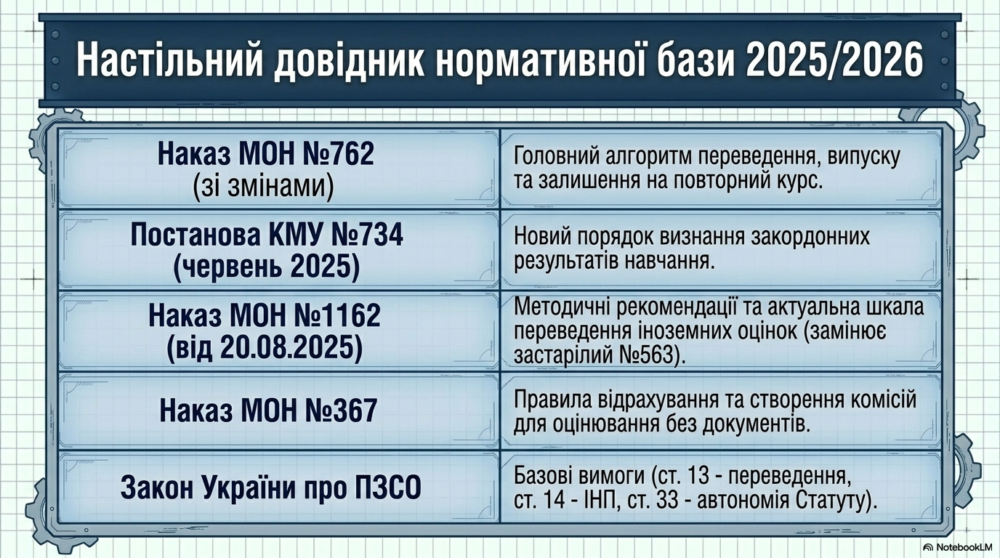 Настільний довідник нормативної бази 2025/2026
Наказ МОН №762
(зі змінами)
Головний алгоритм переведення, випуску
та залишення на повторний курс.
Постанова КМУ №734
(червень 2025)
Новий порядок визнання закордонних
результатів навчання.
Наказ МОН №1162
(від 20.08.2025)
Методичні рекомендації та актуальна шкала
переведення іноземних оцінок (замінює
застарілий №563).
Наказ МОН №367
Правила відрахування та створення комісій
для оцінювання без документів.
Закон України про ПЗСО
Базові вимоги (ст. 13 - переведення,
ст. 14 - ІНП, ст. 33 - автономія Статуту).
NotebookLM